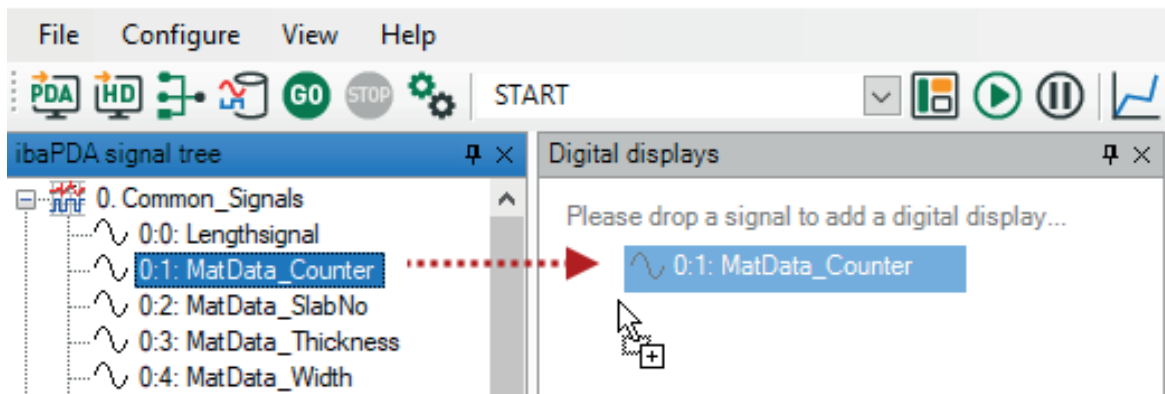 File Configure View Help
PDA HD GO STOP START
ibaPDA signal tree
Digital displays
0. Common_Signals
0:0: Lengthsignal
0:1: MatData_Counter
0:2: MatData_SlabNo
0:3: MatData_Thickness
0:4: MatData_Width
Please drop a signal to add a digital display...
0:1: MatData_Counter